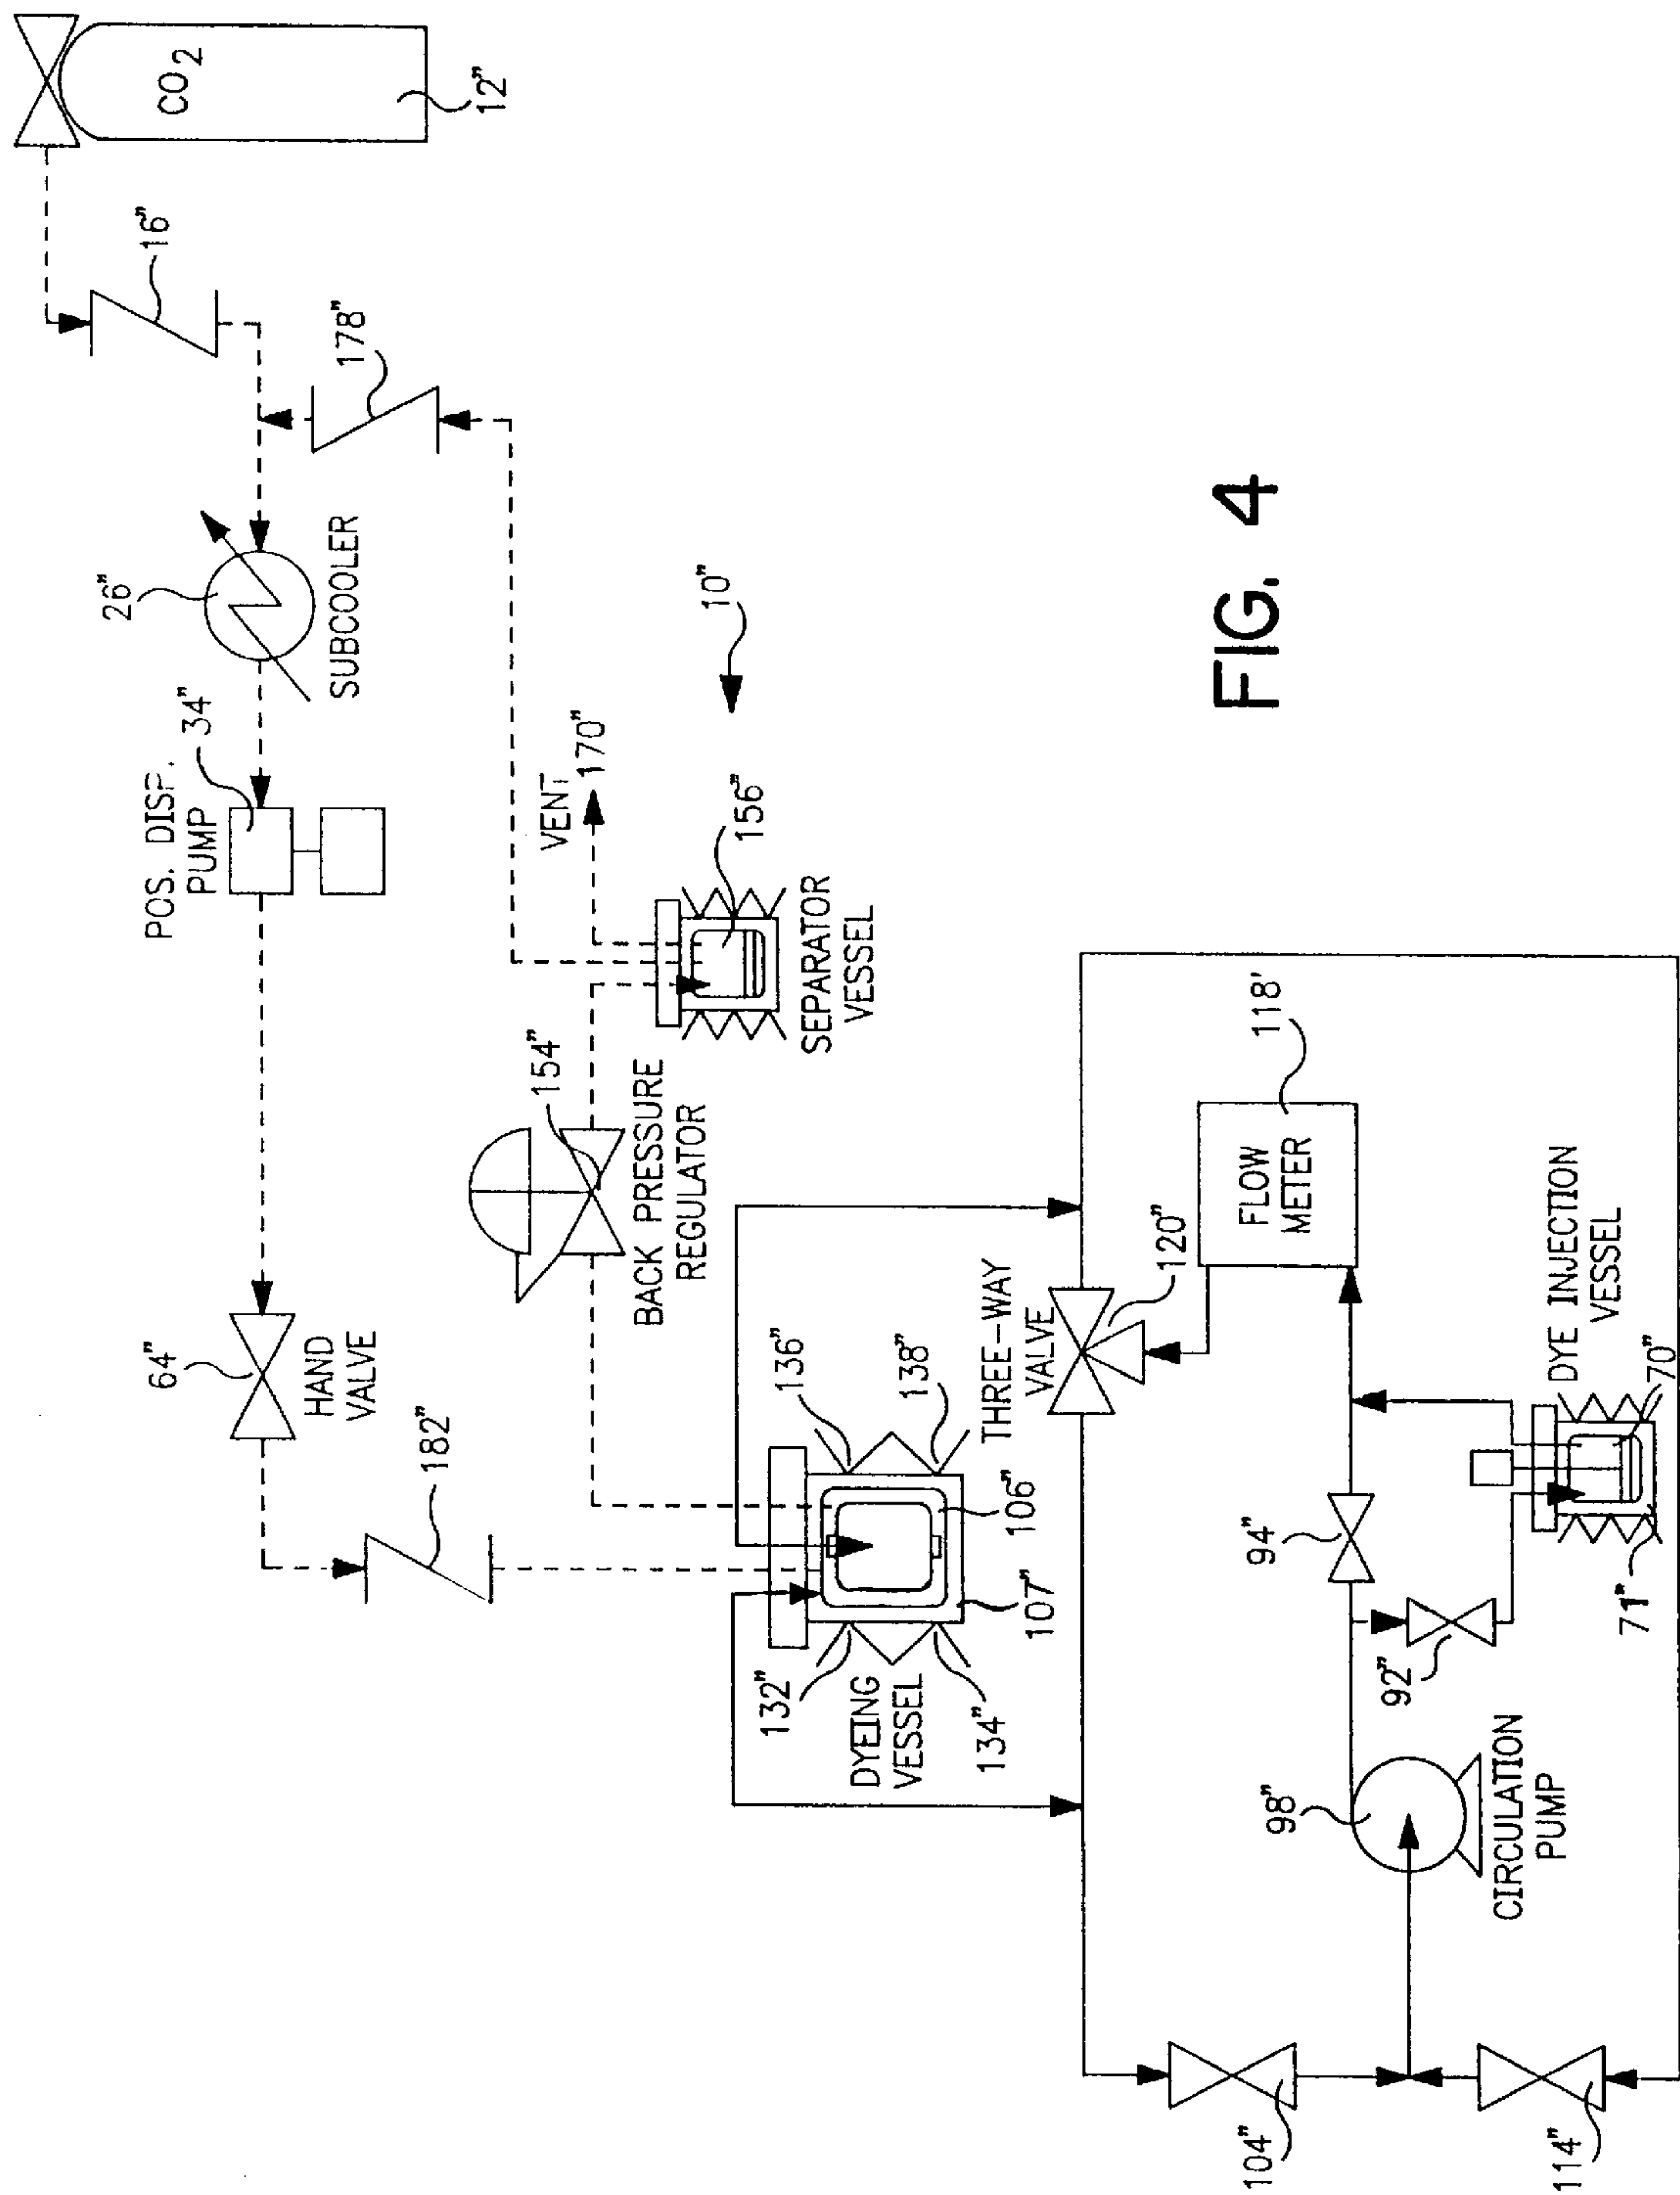 CO2
12"
16"
178"
26"
SUBCOOLER
34"
POS. DISP.
PUMP
64"
HAND
VALVE
182"
VENT
170"
10"
156"
SEPARATOR
VESSEL
154"
BACK PRESSURE
REGULATOR
136"
138"
106"
107"
132"
134"
DYEING
VESSEL
THREE-WAY
VALVE
120"
118'
FLOW
METER
DYE INJECTION
VESSEL
70"
71"
94"
92"
98"
CIRCULATION
PUMP
104"
114"
FIG. 4